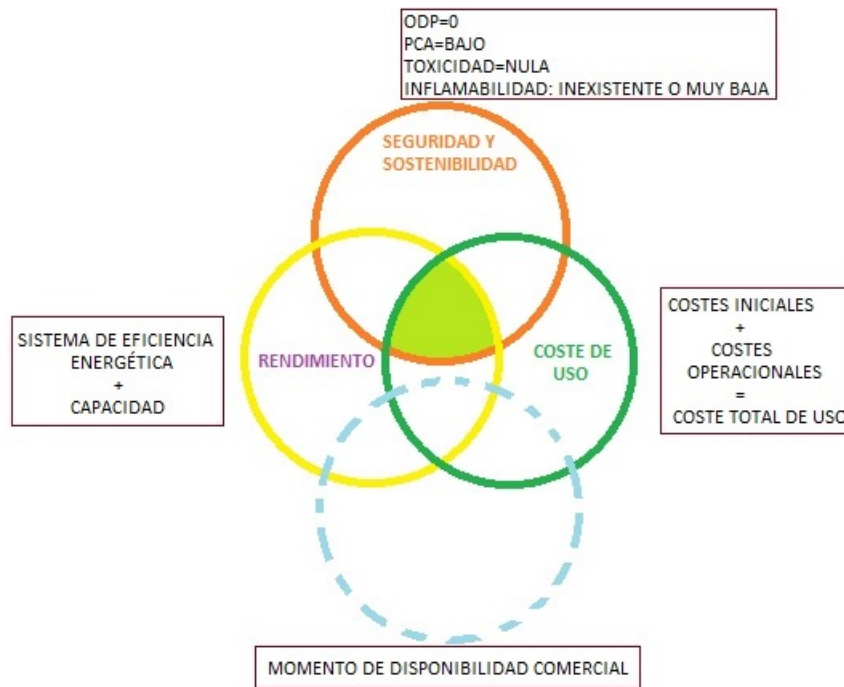 ODP=0
PCA=BAJO
TOXICIDAD=NULA
INFLAMABILIDAD: INEXISTENTE O MUY BAJA
SEGURIDAD Y
SOSTENIBILIDAD
SISTEMA DE EFICIENCIA
ENERGÉTICA
+
CAPACIDAD
RENDIMIENTO
COSTE DE
USO
COSTES INICIALES
+
COSTES
OPERACIONALES
=
COSTE TOTAL DE USO
MOMENTO DE DISPONIBILIDAD COMERCIAL